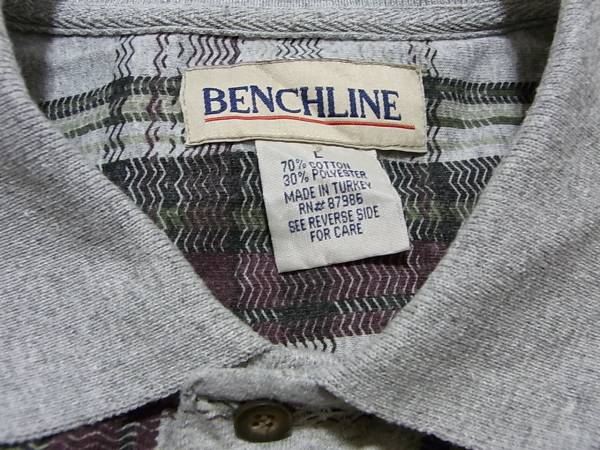 BENCHLINE
L
70% COTTON
30% POLYESTER
MADE IN TURKEY
RN# 87986
SEE REVERSE SIDE
FOR CARE